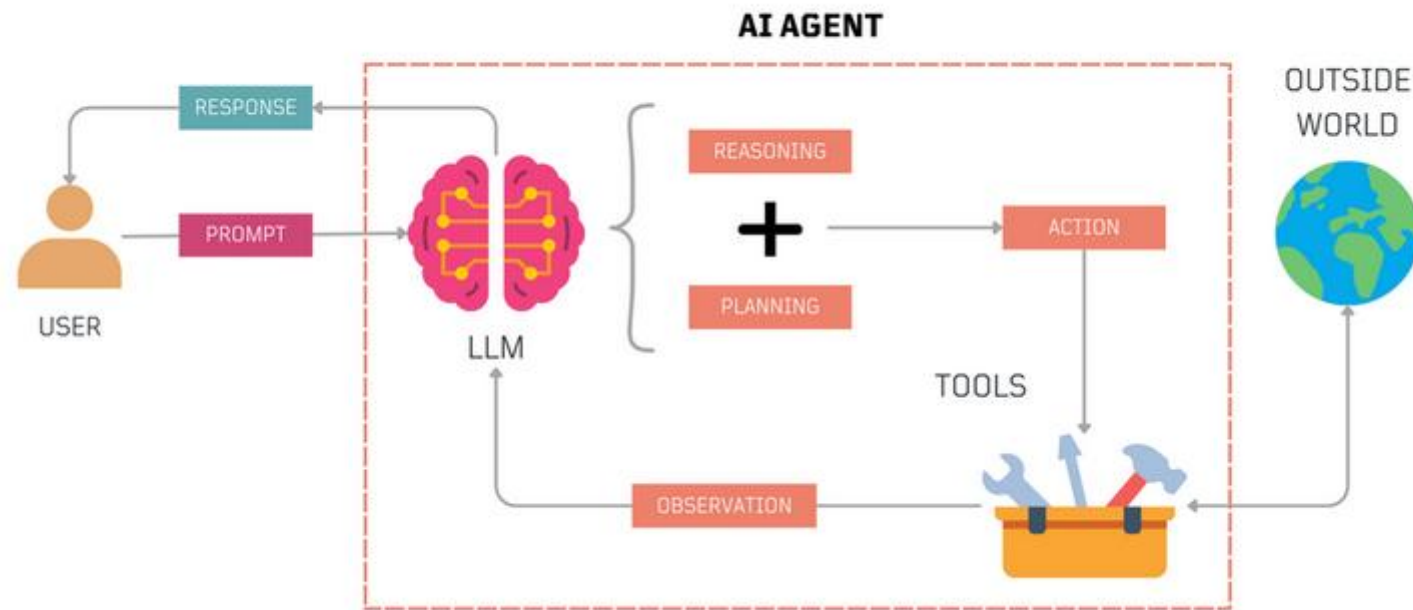 AI AGENT
OUTSIDE
WORLD
RESPONSE
REASONING
PROMPT
ACTION
PLANNING
USER
LLM
TOOLS
OBSERVATION